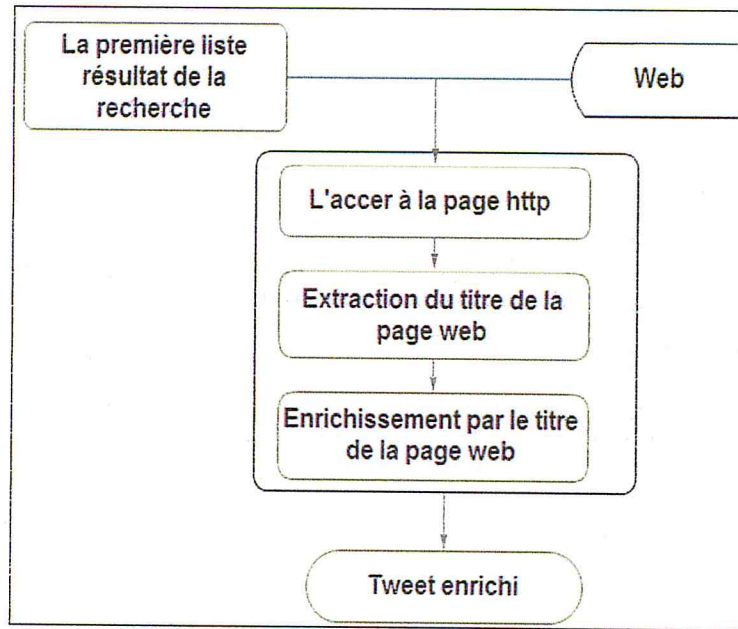 La première liste
résultat de la
recherche
Web
L'accer à la page http
Extraction du titre de la
page web
Enrichissement par le titre
de la page web
Tweet enrichi